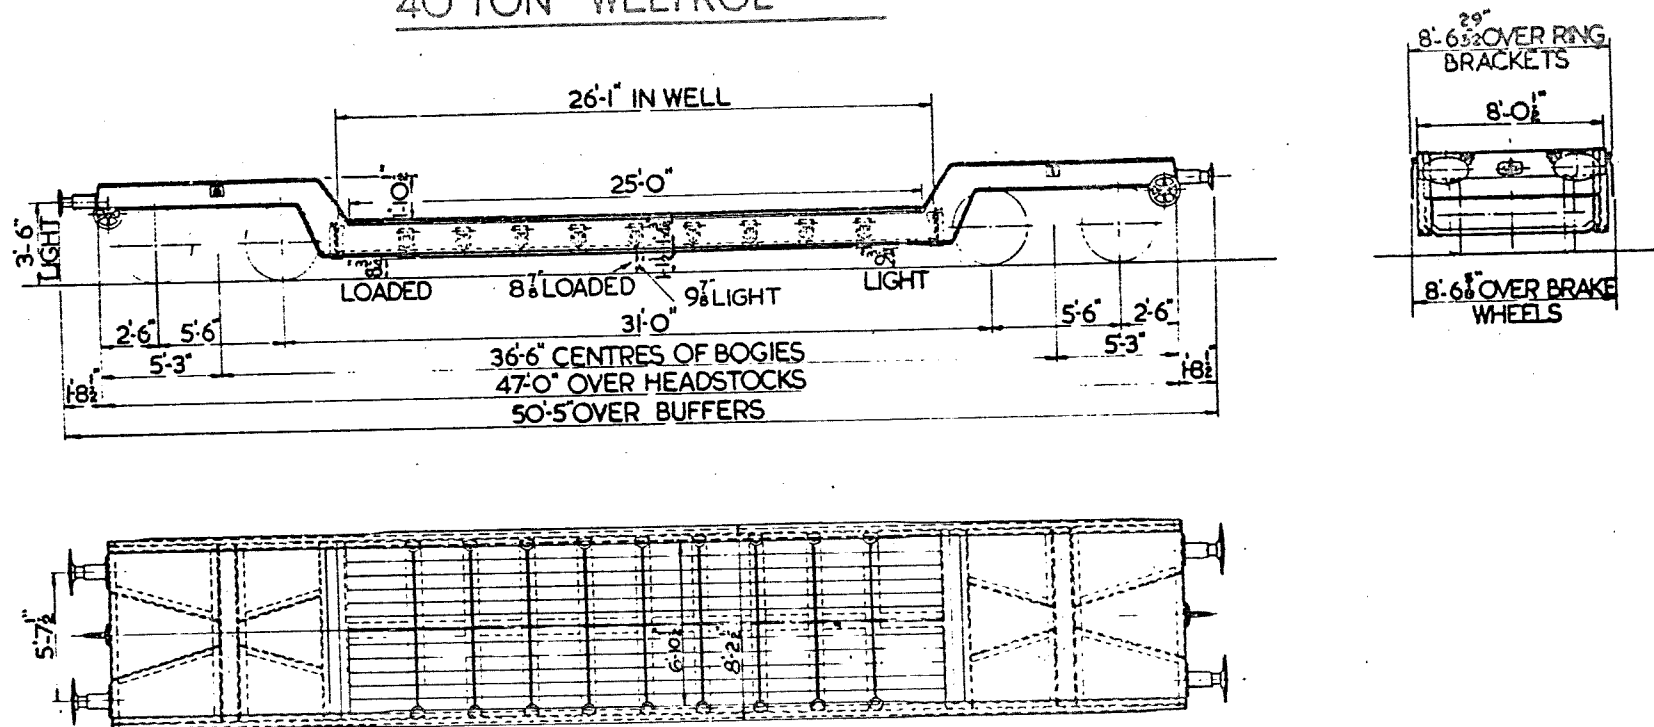 40 TON "WELTROL"
26'-1" IN WELL
25'-0"
1'-10½"
3'-6"
LIGHT
LOADED
8⅞" LOADED
9⅞" LIGHT
LIGHT
2'-6"
5'-6"
31'-0"
5'-6"
2'-6"
5'-3"
36'-6" CENTRES OF BOGIES
5'-3"
1'-8½"
47'-0" OVER HEADSTOCKS
1'-8½"
50'-5" OVER BUFFERS
8'-6 29/32" OVER RING
BRACKETS
8'-0½"
8'-6⅝" OVER BRAKE
WHEELS
5'-7½"
6'-10½"
8'-2½"